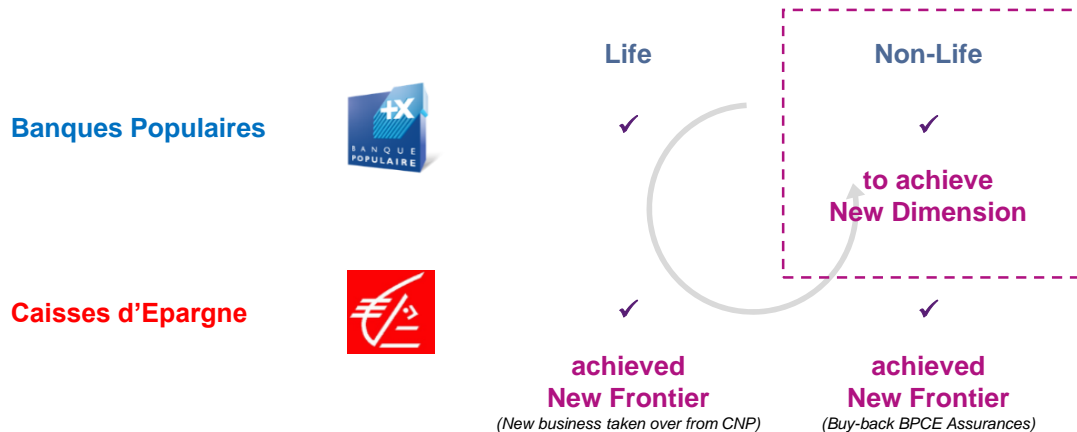 Life
Non-Life
Banques Populaires
+X
BANQUE
POPULAIRE
✓
✓
to achieve
New Dimension
Caisses d’Epargne
✓
✓
achieved
New Frontier
(New business taken over from CNP)
achieved
New Frontier
(Buy-back BPCE Assurances)